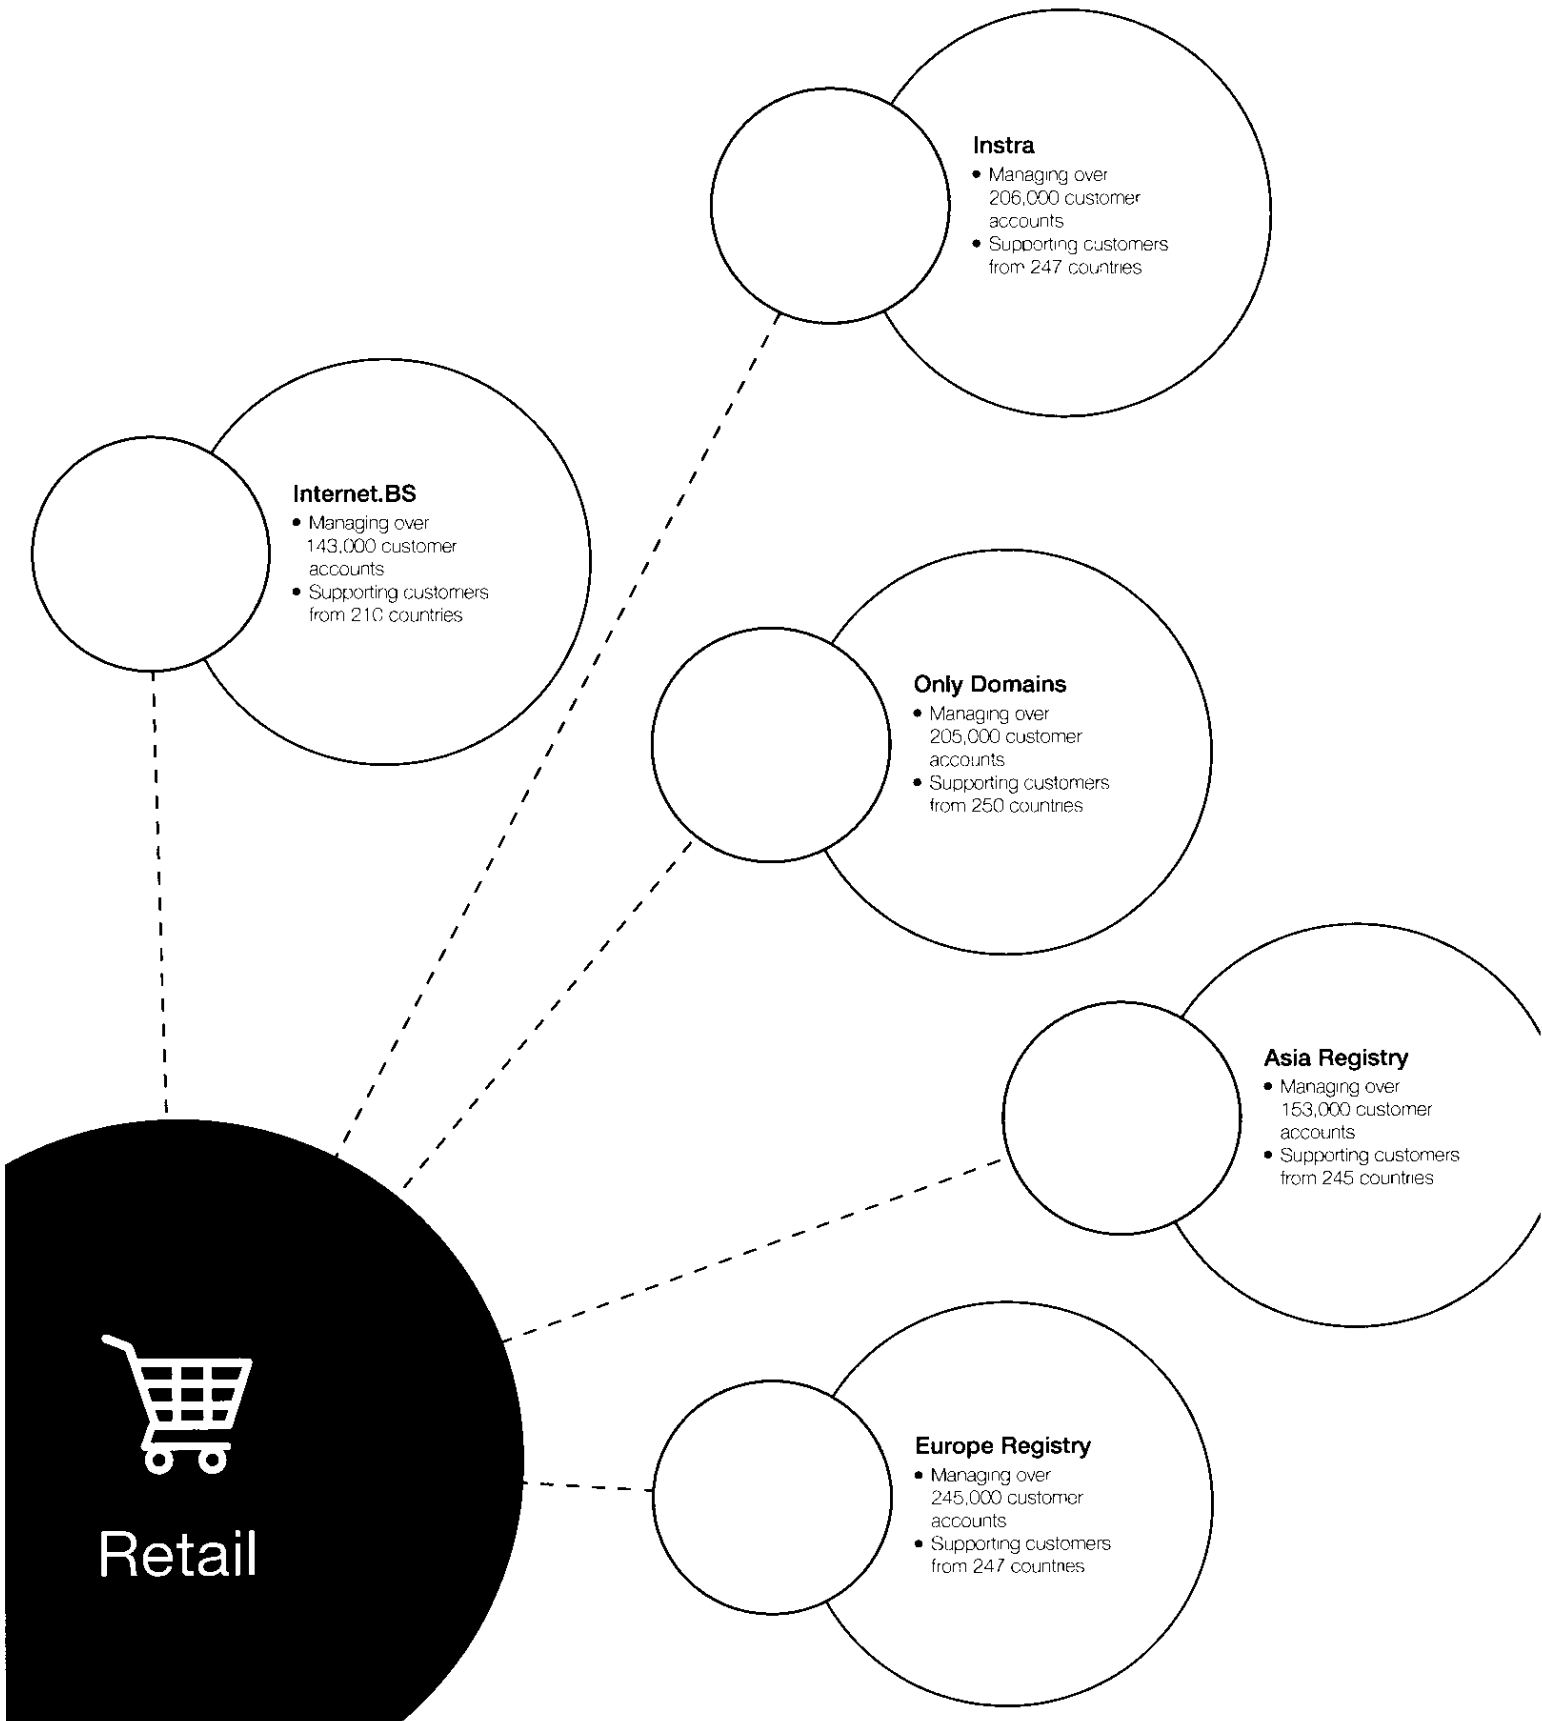 Instra
• Managing over
206,000 customer
accounts
• Supporting customers
from 247 countries
Internet.BS
• Managing over
143,000 customer
accounts
• Supporting customers
from 210 countries
Only Domains
• Managing over
205,000 customer
accounts
• Supporting customers
from 250 countries
Asia Registry
• Managing over
153,000 customer
accounts
• Supporting customers
from 245 countries
Europe Registry
• Managing over
245,000 customer
accounts
• Supporting customers
from 247 countries
Retail